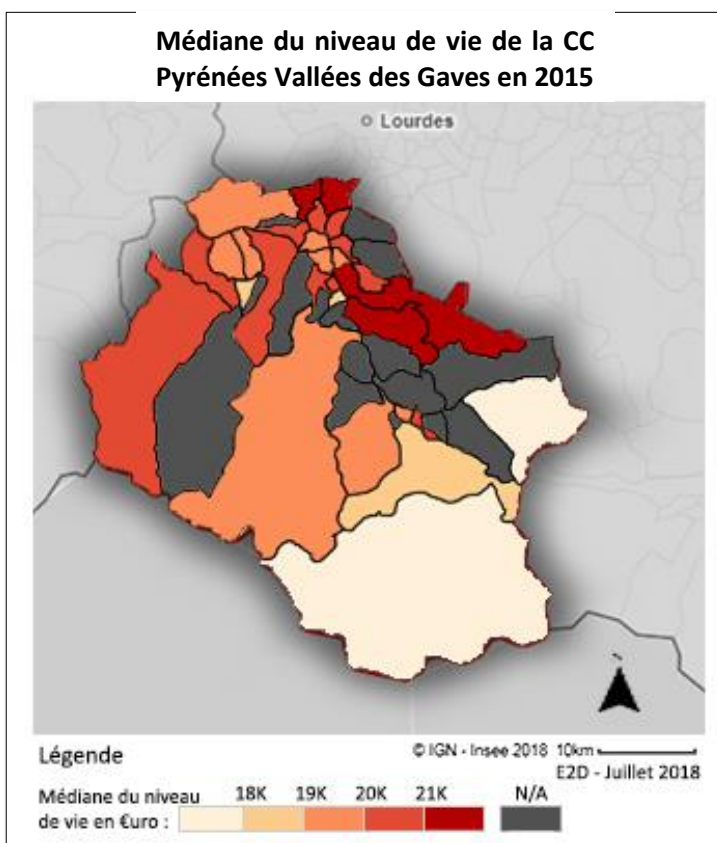 Médiane du niveau de vie de la CC
Pyrénées Vallées des Gaves en 2015
Lourdes
Légende
© IGN - Insee 2018 10km
E2D - Juillet 2018
Médiane du niveau
de vie en €uro :
18K 19K 20K 21K N/A